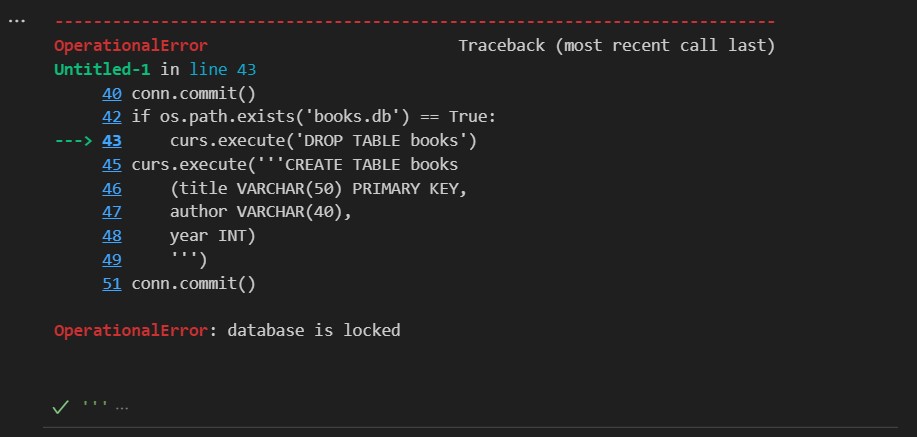 ...
---------------------------------------------------------------------------
OperationalError                          Traceback (most recent call last)
Untitled-1 in line 43
     40 conn.commit()
     42 if os.path.exists('books.db') == True:
---> 43     curs.execute('DROP TABLE books')
     45 curs.execute('''CREATE TABLE books
     46     (title VARCHAR(50) PRIMARY KEY,
     47     author VARCHAR(40),
     48     year INT)
     49     ''')
     51 conn.commit()
OperationalError: database is locked
✓ ''' ...